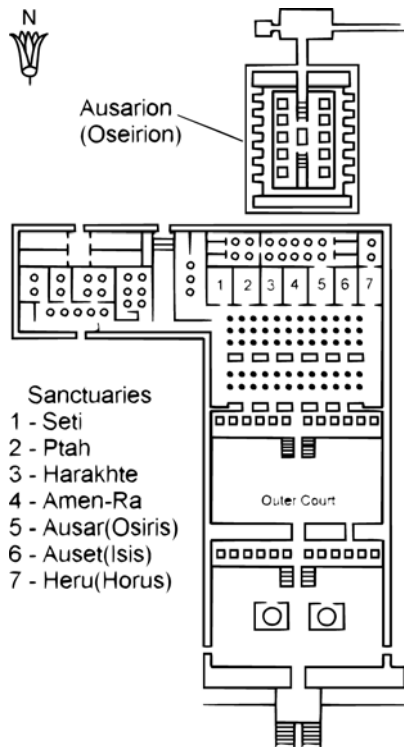 N
Ausarion
(Oseirion)
1 2 3 4 5 6 7
Sanctuaries
1 - Seti
2 - Ptah
3 - Harakhte
4 - Amen-Ra
5 - Ausar(Osiris)
6 - Auset(Isis)
7 - Heru(Horus)
Outer Court